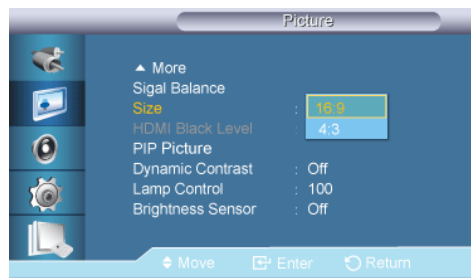 Picture
▲ More
Sigal Balance
Size : 16:9
4:3
HDMI Black Level :
PIP Picture
Dynamic Contrast : Off
Lamp Control : 100
Brightness Sensor : Off
Move Enter Return